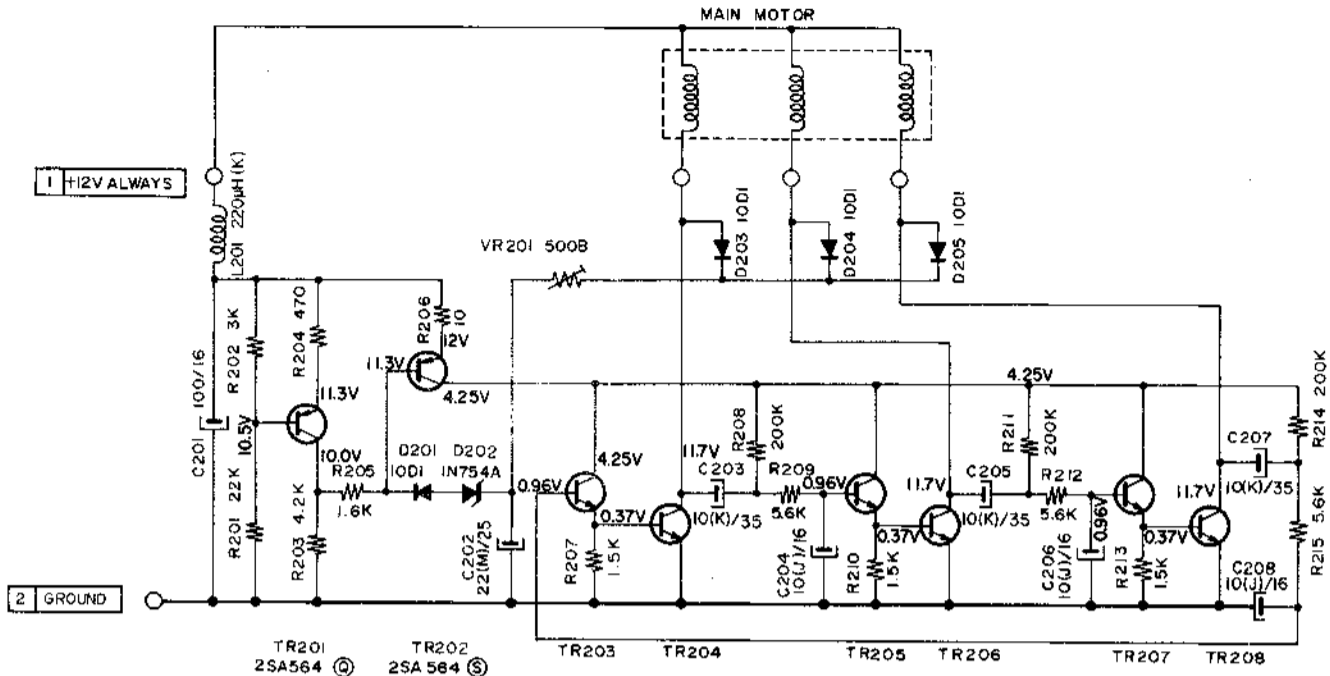 MAIN MOTOR
1 +12V ALWAYS
L201 220µH(K)
VR201 500B
D203 10D1
D204 10D1
D205 10D1
C201 100/16
R202 3K
R204 470
R206
10
12V
11.3V
4.25V
11.3V
10.5V
10.0V
R201 22K
R203 4.2K
R205
1.6K
D201
10D1
D202
1N754A
C202
22(M)/25
0.96V
4.25V
0.37V
R207
1.5K
11.7V
C203
10(K)/35
R208
200K
R209
5.6K
0.96V
C204
10(J)/16
R210
1.5K
0.37V
11.7V
C205
10(K)/35
4.25V
R211
200K
R212
5.6K
0.96V
C206
10(J)/16
R213
1.5K
0.37V
11.7V
C207
10(K)/35
R214 200K
R215 5.6K
C208
10(J)/16
2 GROUND
TR201
2SA564 Q
TR202
2SA564 S
TR203
TR204
TR205
TR206
TR207
TR208